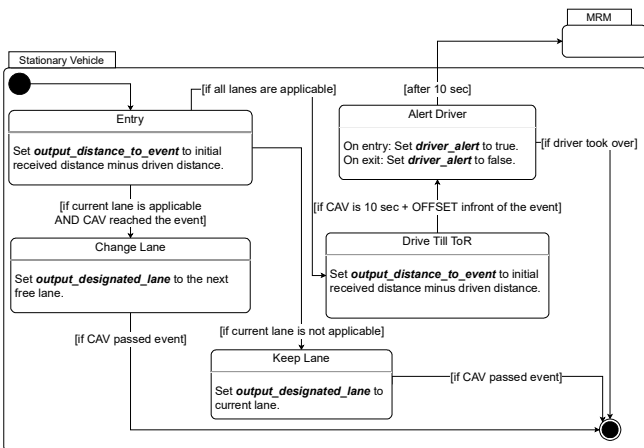 MRM
Stationary Vehicle
[if all lanes are applicable]
[after 10 sec]
Entry
Set output_distance_to_event to initial
received distance minus driven distance.
Alert Driver
On entry: Set driver_alert to true.
On exit: Set driver_alert to false.
[if driver took over]
[if current lane is applicable
AND CAV reached the event]
[if CAV is 10 sec + OFFSET infront of the event]
Change Lane
Set output_designated_lane to the next
free lane.
Drive Till ToR
Set output_distance_to_event to initial
received distance minus driven distance.
[if CAV passed event]
[if current lane is not applicable]
Keep Lane
Set output_designated_lane to
current lane.
[if CAV passed event]